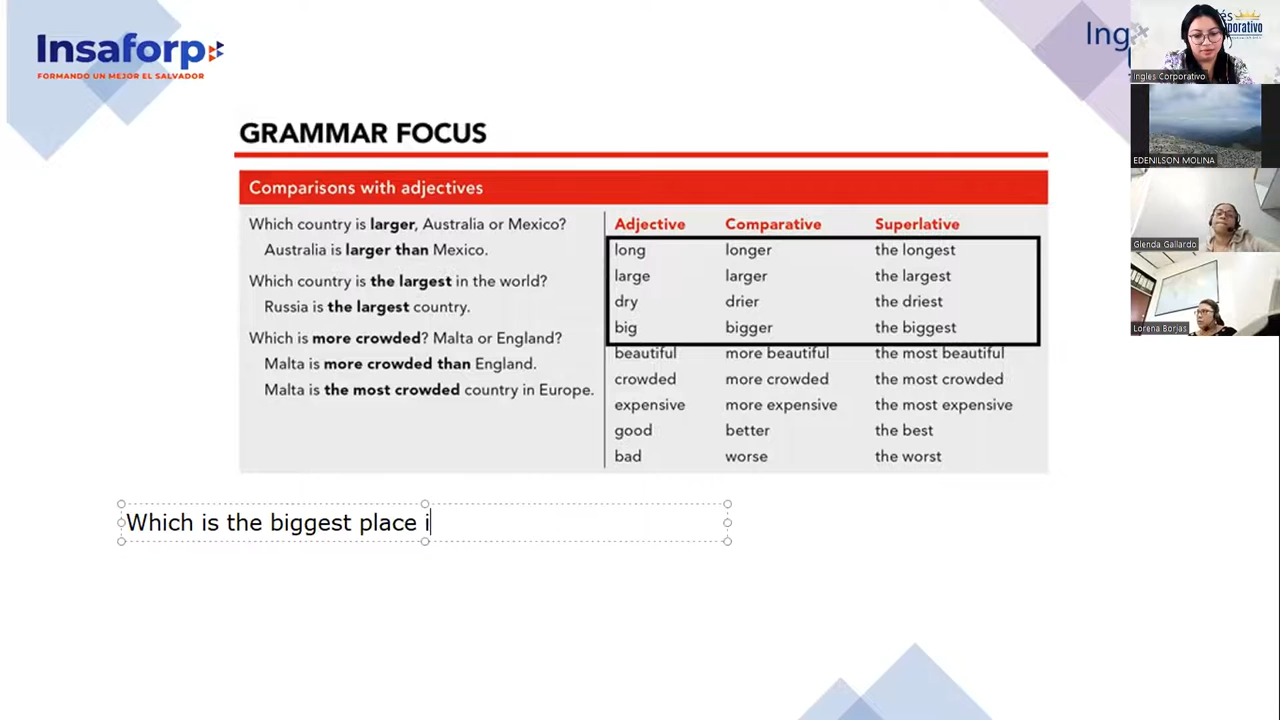 Insaforp
FORMANDO UN MEJOR EL SALVADOR
Ing
és
rporativo
Ingles Corporativo
EDENILSON MOLINA
Glenda Gallardo
Lorena Borjas
GRAMMAR FOCUS
Comparisons with adjectives
Which country is larger, Australia or Mexico?
Australia is larger than Mexico.
Which country is the largest in the world?
Russia is the largest country.
Which is more crowded? Malta or England?
Malta is more crowded than England.
Malta is the most crowded country in Europe.
Adjective Comparative Superlative
long longer the longest
large larger the largest
dry drier the driest
big bigger the biggest
beautiful more beautiful the most beautiful
crowded more crowded the most crowded
expensive more expensive the most expensive
good better the best
bad worse the worst
Which is the biggest place i